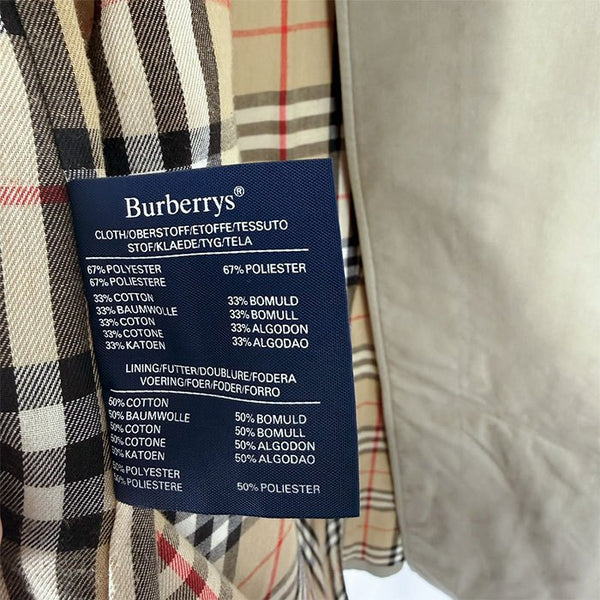 Burberrys®
CLOTH/OBERSTOFF/ETOFFE/TESSUTO
STOF/KLAEDE/TYG/TELA
67% POLYESTER 67% POLIESTER
67% POLIESTERE
33% COTTON 33% BOMULD
33% BAUMWOLLE 33% BOMULL
33% COTON 33% ALGODON
33% COTONE 33% ALGODAO
33% KATOEN
LINING/FUTTER/DOUBLURE/FODERA
VOERING/FOER/FODER/FORRO
50% COTTON
50% BAUMWOLLE 50% BOMULD
50% COTON 50% BOMULL
50% COTONE 50% ALGODON
50% KATOEN 50% ALGODAO
50% POLYESTER
50% POLIESTERE 50% POLIESTER